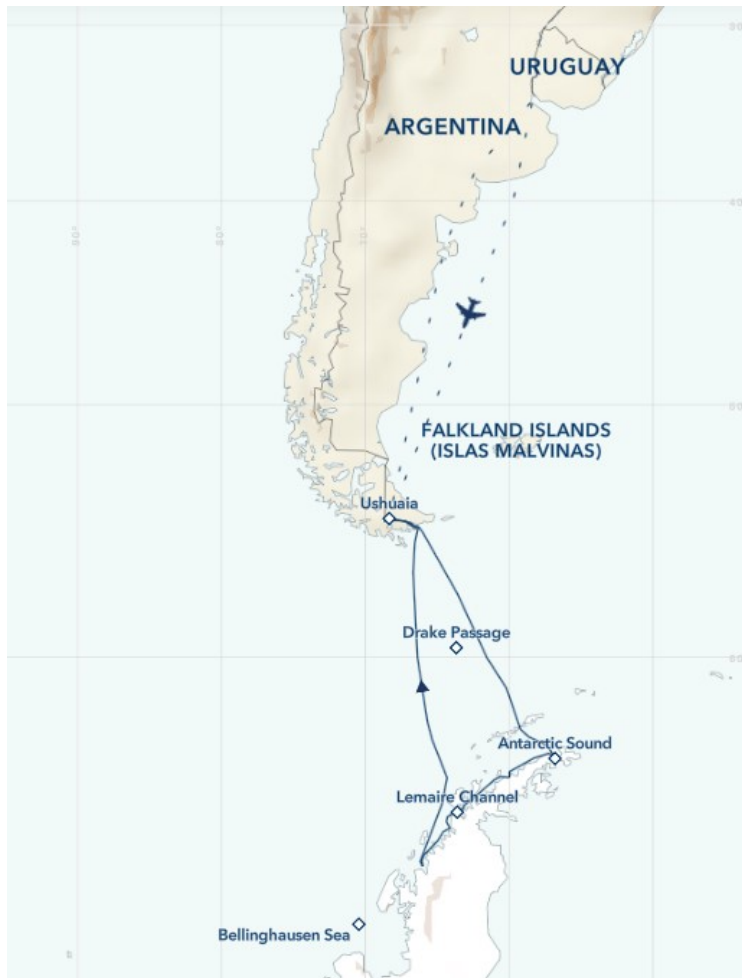 URUGUAY
ARGENTINA
FALKLAND ISLANDS
(ISLAS MALVINAS)
Ushuaia
Drake Passage
Antarctic Sound
Lemaire Channel
Bellinghausen Sea